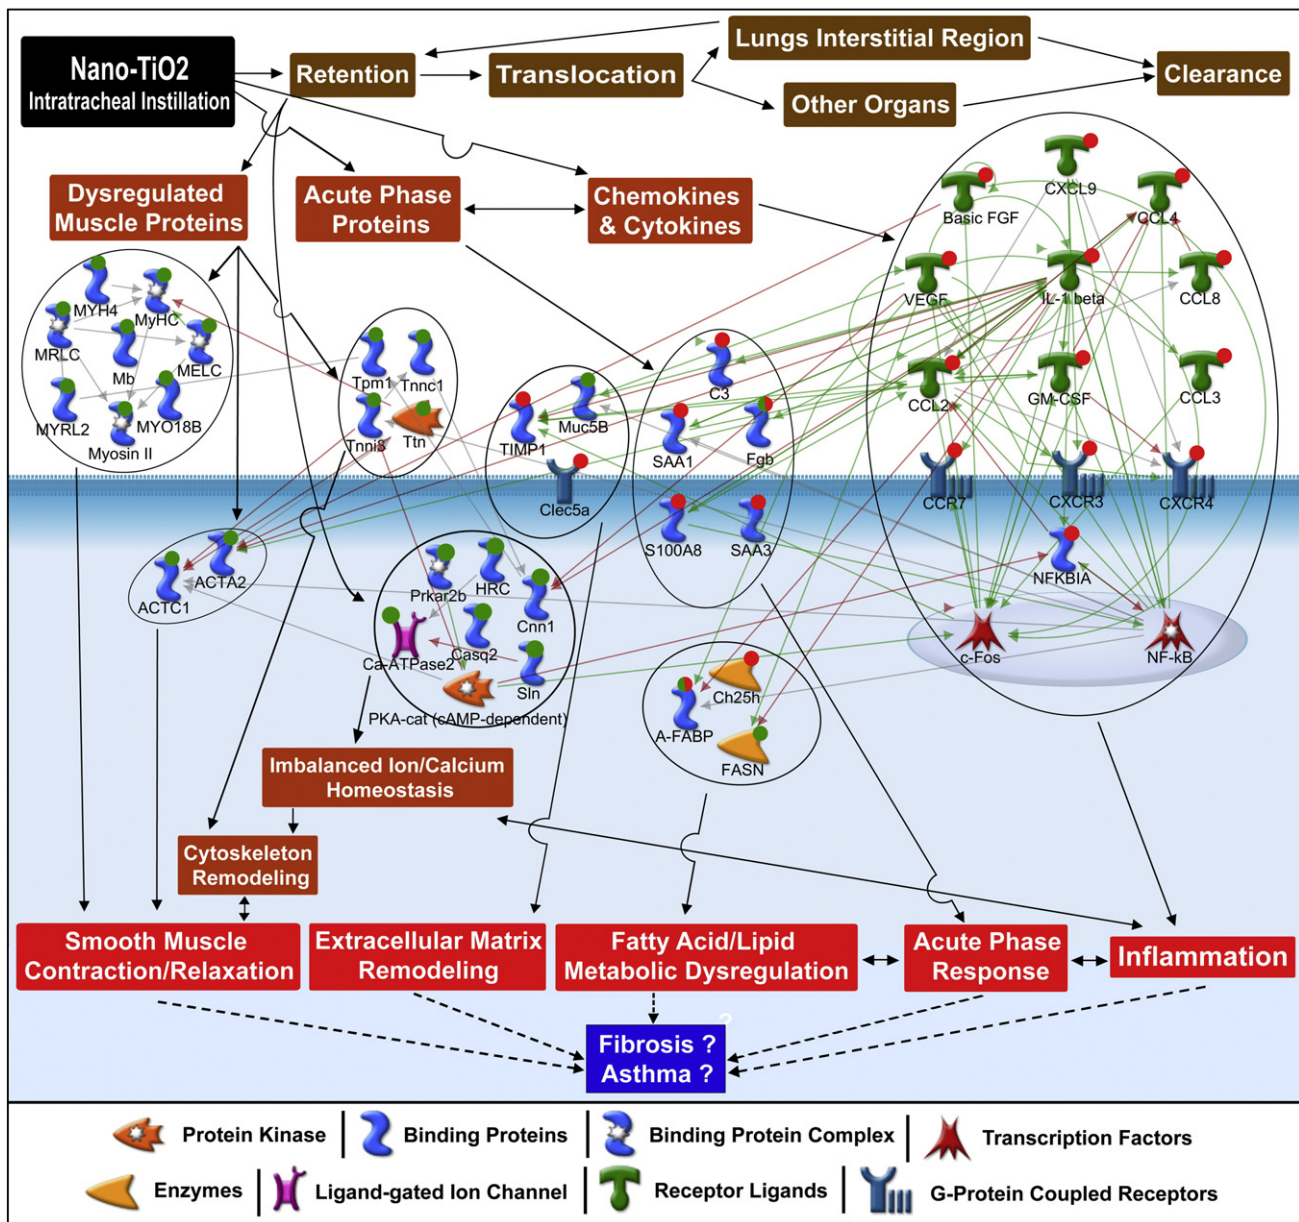 Nano-TiO2
Intratracheal Instillation
Retention
Translocation
Lungs Interstitial Region
Other Organs
Clearance
Dysregulated
Muscle Proteins
Acute Phase
Proteins
Chemokines
& Cytokines
Basic FGF
CXCL9
CCL4
VEGF
IL-1 beta
CCL8
CCL2
GM-CSF
CCL3
CCR7
CXCR3
CXCR4
NFKBIA
c-Fos
NF-kB
MYH4
MyHC
MRLC
Mb
MELC
MYRL2
MYO18B
Myosin II
Tpm1
Tnnc1
Tnni3
Ttn
TIMP1
Muc5B
Clec5a
C3
SAA1
Fgb
S100A8
SAA3
ACTA2
ACTC1
Prkar2b
HRC
Cnn1
Ca-ATPase2
Casq2
Sln
PKA-cat (cAMP-dependent)
Ch25h
A-FABP
FASN
Imbalanced Ion/Calcium
Homeostasis
Cytoskeleton
Remodeling
Smooth Muscle
Contraction/Relaxation
Extracellular Matrix
Remodeling
Fatty Acid/Lipid
Metabolic Dysregulation
Acute Phase
Response
Inflammation
?
Fibrosis ?
Asthma ?
Protein Kinase
Binding Proteins
Binding Protein Complex
Transcription Factors
Enzymes
Ligand-gated Ion Channel
Receptor Ligands
G-Protein Coupled Receptors